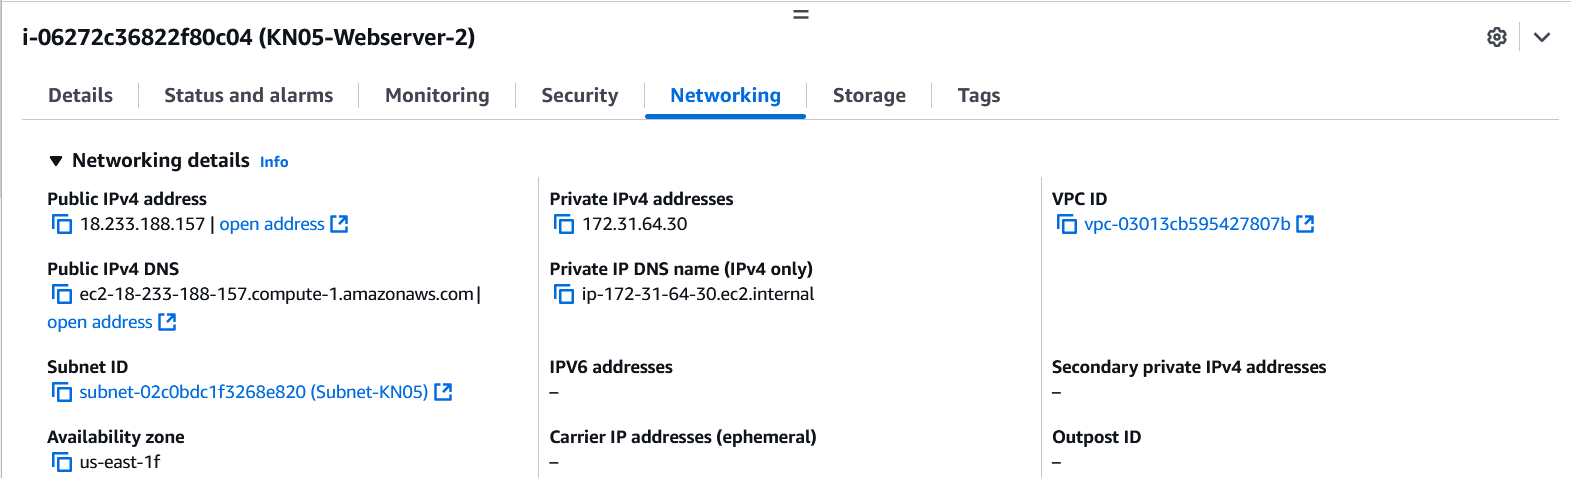 i-06272c36822f80c04 (KN05-Webserver-2)
Details
Status and alarms
Monitoring
Security
Networking
Storage
Tags
▼ Networking details Info
Public IPv4 address
18.233.188.157 | open address
Private IPv4 addresses
172.31.64.30
VPC ID
vpc-03013cb595427807b
Public IPv4 DNS
ec2-18-233-188-157.compute-1.amazonaws.com |
open address
Private IP DNS name (IPv4 only)
ip-172-31-64-30.ec2.internal
Subnet ID
subnet-02c0bdc1f3268e820 (Subnet-KN05)
IPV6 addresses
–
Secondary private IPv4 addresses
–
Availability zone
us-east-1f
Carrier IP addresses (ephemeral)
–
Outpost ID
–